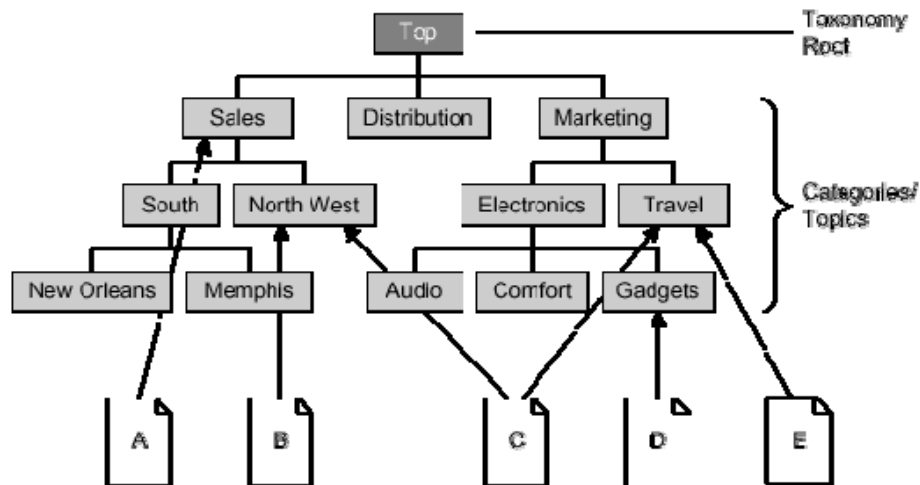 Top
Taxonomy
Root
Sales
Distribution
Marketing
South
North West
Electronics
Travel
Categories/
Topics
New Orleans
Memphis
Audio
Comfort
Gadgets
A
B
C
D
E